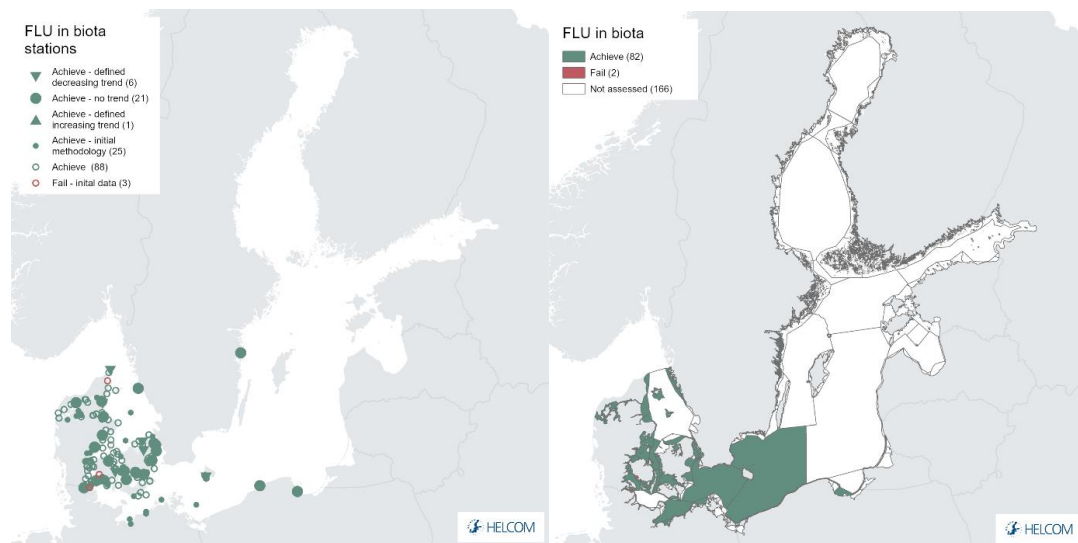 FLU in biota
stations
Achieve - defined
decreasing trend (6)
Achieve - no trend (21)
Achieve - defined
increasing trend (1)
Achieve - initial
methodology (25)
Achieve (88)
Fail - inital data (3)
HELCOM
FLU in biota
Achieve (82)
Fail (2)
Not assessed (166)
HELCOM